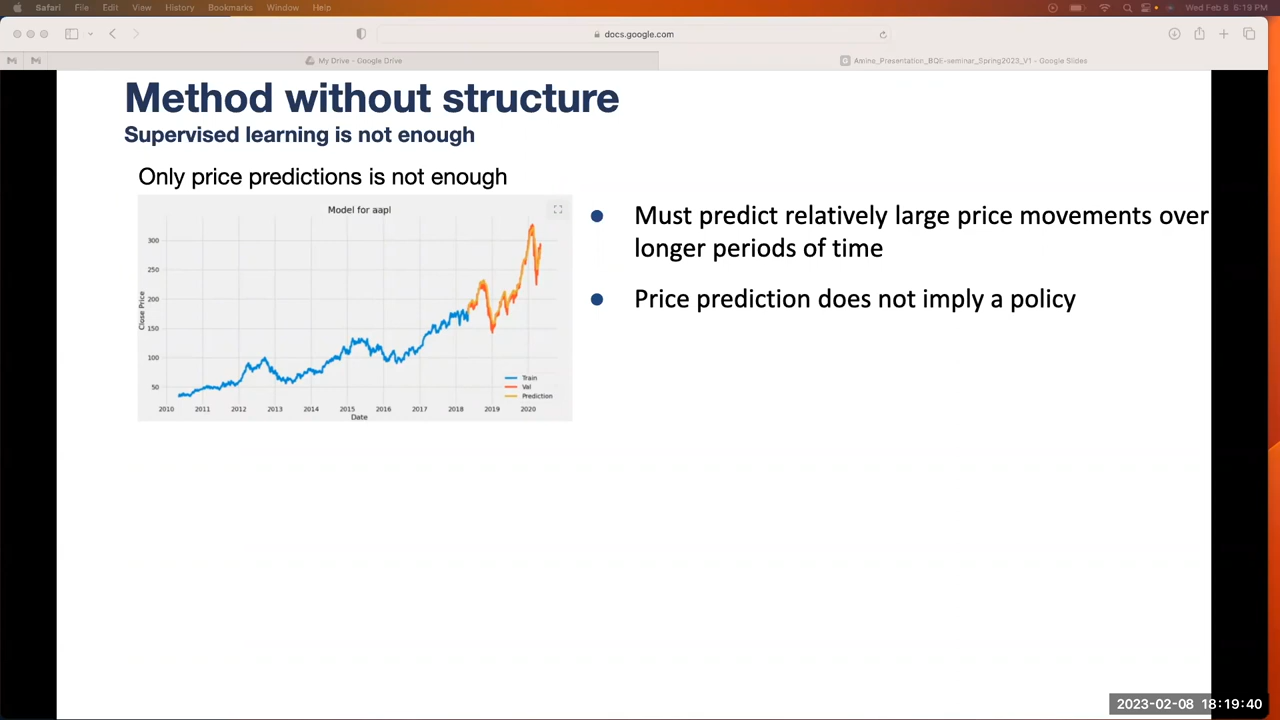 Safari File Edit View History Bookmarks Window Help Wed Feb 8 6:19 PM
docs.google.com
My Drive - Google Drive
Amine_Presentation_BQE-seminar_Spring2023_V1 - Google Slides
Method without structure
Supervised learning is not enough
Only price predictions is not enough
Model for aapl
300
250
200
150
100
50
Close Price
2010 2011 2012 2013 2014 2015 2016 2017 2018 2019 2020
Date
Train
Val
Prediction
Must predict relatively large price movements over
longer periods of time
Price prediction does not imply a policy
2023-02-08 18:19:40